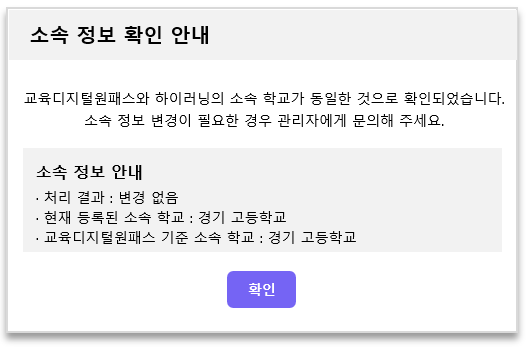 소속 정보 확인 안내
교육디지털원패스와 하이러닝의 소속 학교가 동일한 것으로 확인되었습니다.
소속 정보 변경이 필요한 경우 관리자에게 문의해 주세요.
소속 정보 안내
· 처리 결과 : 변경 없음
· 현재 등록된 소속 학교 : 경기 고등학교
· 교육디지털원패스 기준 소속 학교 : 경기 고등학교
확인